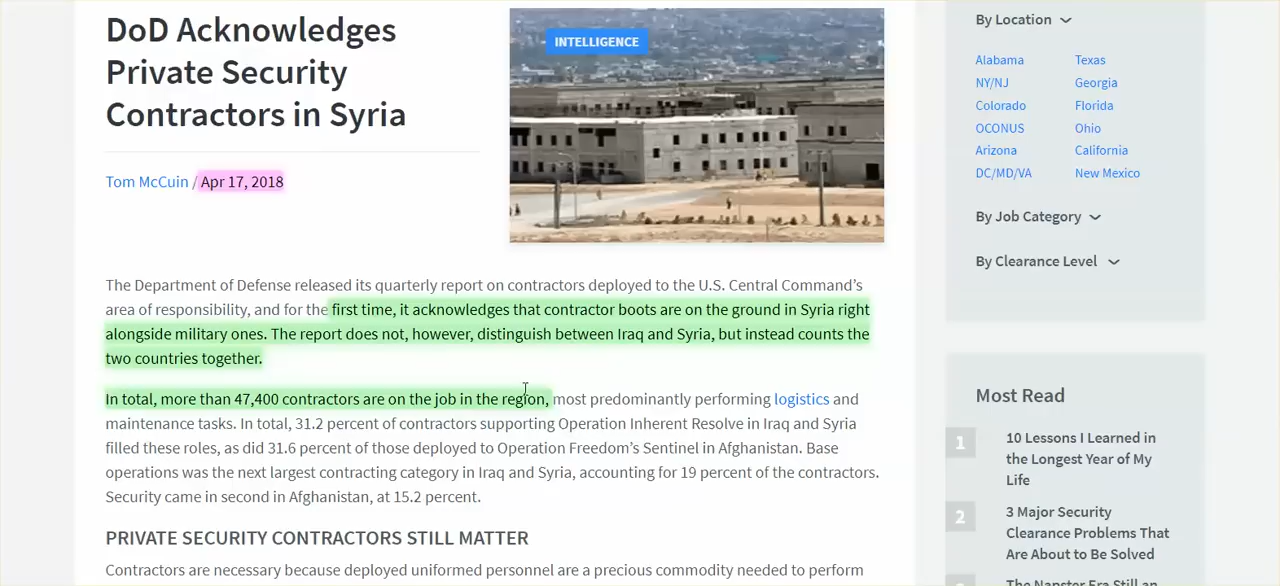 DoD Acknowledges
Private Security
Contractors in Syria
Tom McCuin / Apr 17, 2018
INTELLIGENCE
The Department of Defense released its quarterly report on contractors deployed to the U.S. Central Command’s
area of responsibility, and for the first time, it acknowledges that contractor boots are on the ground in Syria right
alongside military ones. The report does not, however, distinguish between Iraq and Syria, but instead counts the
two countries together.
In total, more than 47,400 contractors are on the job in the region, most predominantly performing logistics and
maintenance tasks. In total, 31.2 percent of contractors supporting Operation Inherent Resolve in Iraq and Syria
filled these roles, as did 31.6 percent of those deployed to Operation Freedom’s Sentinel in Afghanistan. Base
operations was the next largest contracting category in Iraq and Syria, accounting for 19 percent of the contractors.
Security came in second in Afghanistan, at 15.2 percent.
PRIVATE SECURITY CONTRACTORS STILL MATTER
Contractors are necessary because deployed uniformed personnel are a precious commodity needed to perform
By Location
Alabama
NY/NJ
Colorado
OCONUS
Arizona
DC/MD/VA
Texas
Georgia
Florida
Ohio
California
New Mexico
By Job Category
By Clearance Level
Most Read
1
10 Lessons I Learned in
the Longest Year of My
Life
2
3 Major Security
Clearance Problems That
Are About to Be Solved
The Napster Era Still an